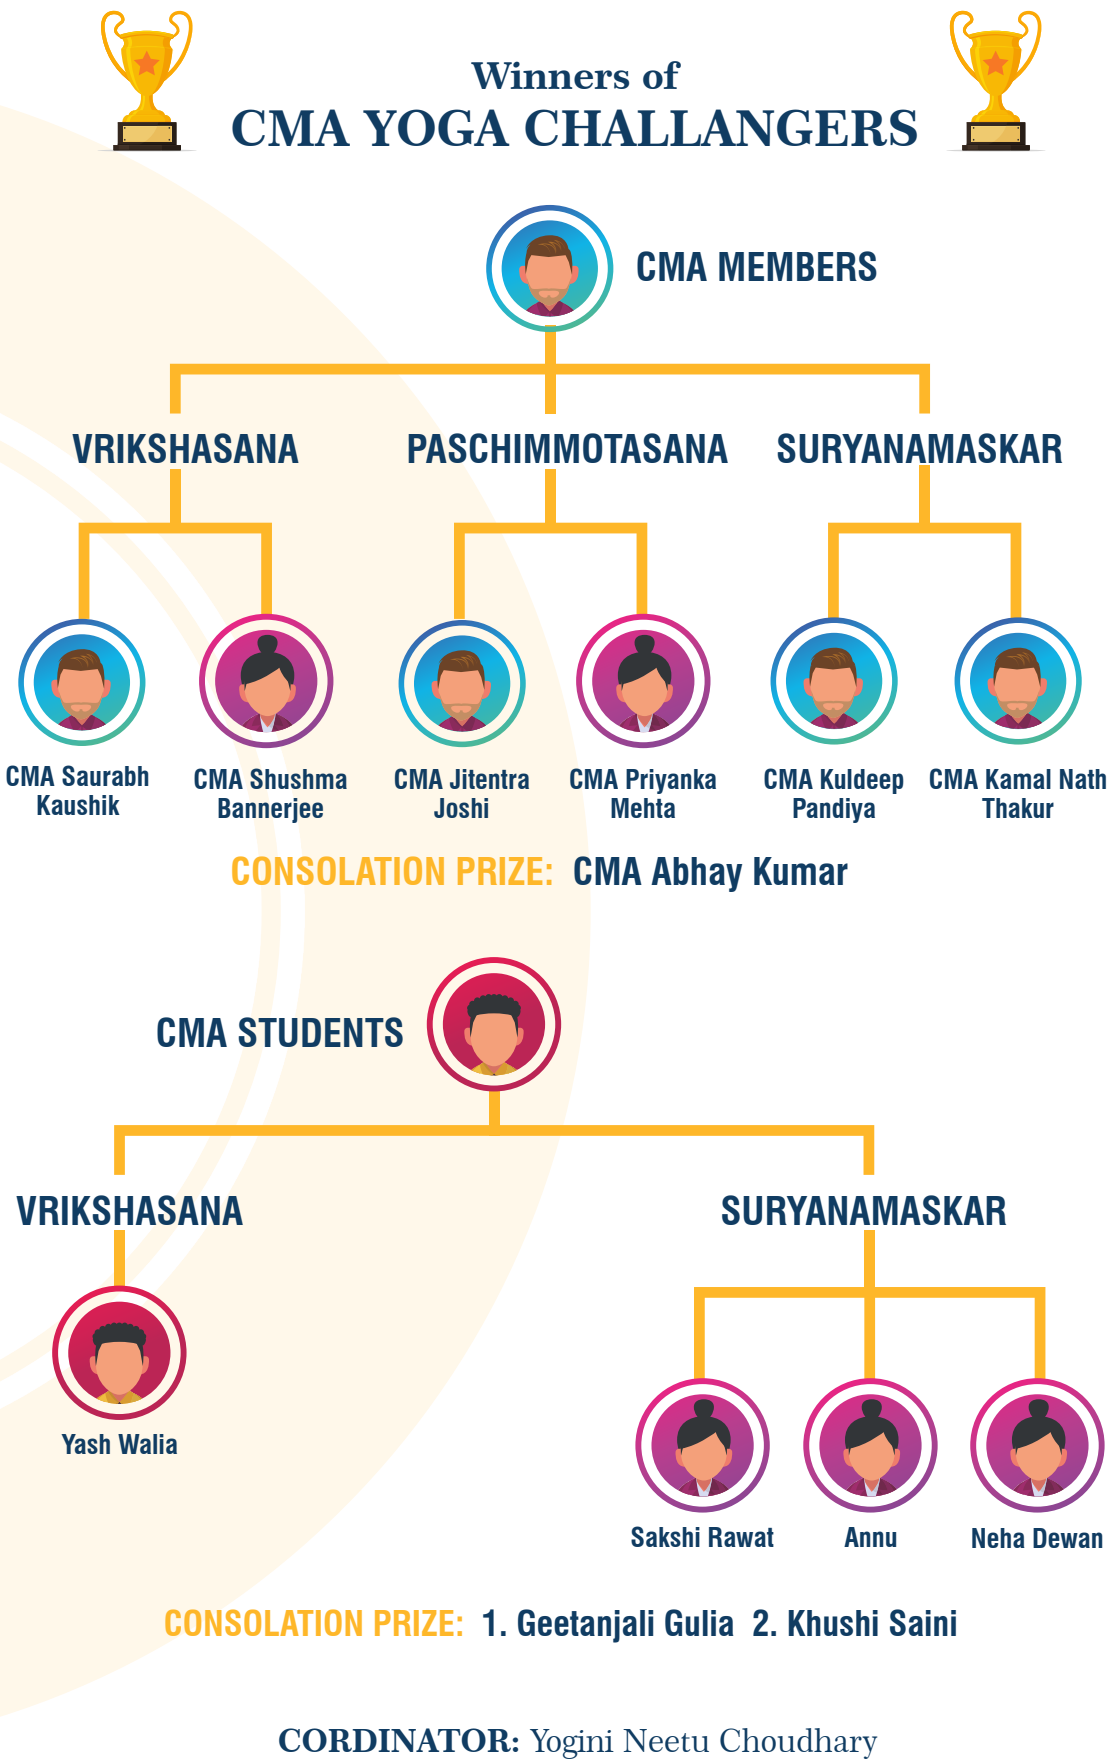 Winners of
CMA YOGA CHALLANGERS
CMA MEMBERS
VRIKSHASANA
PASCHIMMOTASANA
SURYANAMASKAR
CMA Saurabh
Kaushik
CMA Shushma
Bannerjee
CMA Jitentra
Joshi
CMA Priyanka
Mehta
CMA Kuldeep
Pandiya
CMA Kamal Nath
Thakur
CONSOLATION PRIZE: CMA Abhay Kumar
CMA STUDENTS
VRIKSHASANA
SURYANAMASKAR
Yash Walia
Sakshi Rawat
Annu
Neha Dewan
CONSOLATION PRIZE: 1. Geetanjali Gulia 2. Khushi Saini
CORDINATOR: Yogini Neetu Choudhary